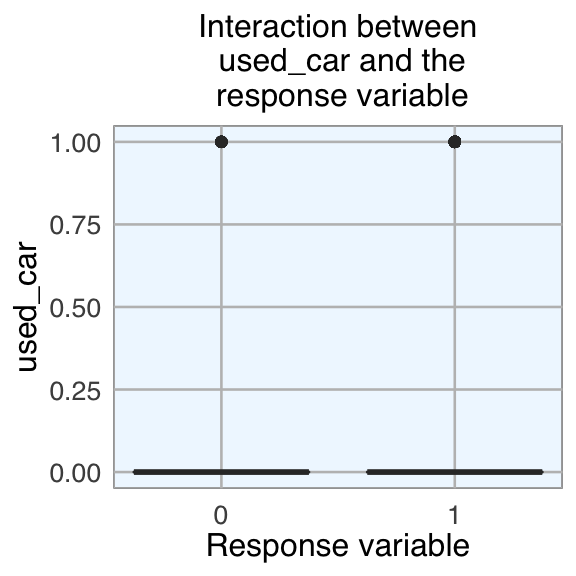 Interaction between
used_car and the
response variable
1.00
0.75
0.50
0.25
0.00
used_car
0 1
Response variable